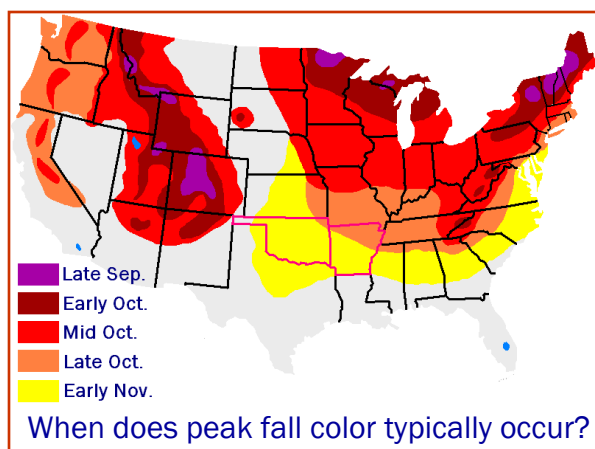 Late Sep.
Early Oct.
Mid Oct.
Late Oct.
Early Nov.
When does peak fall color typically occur?